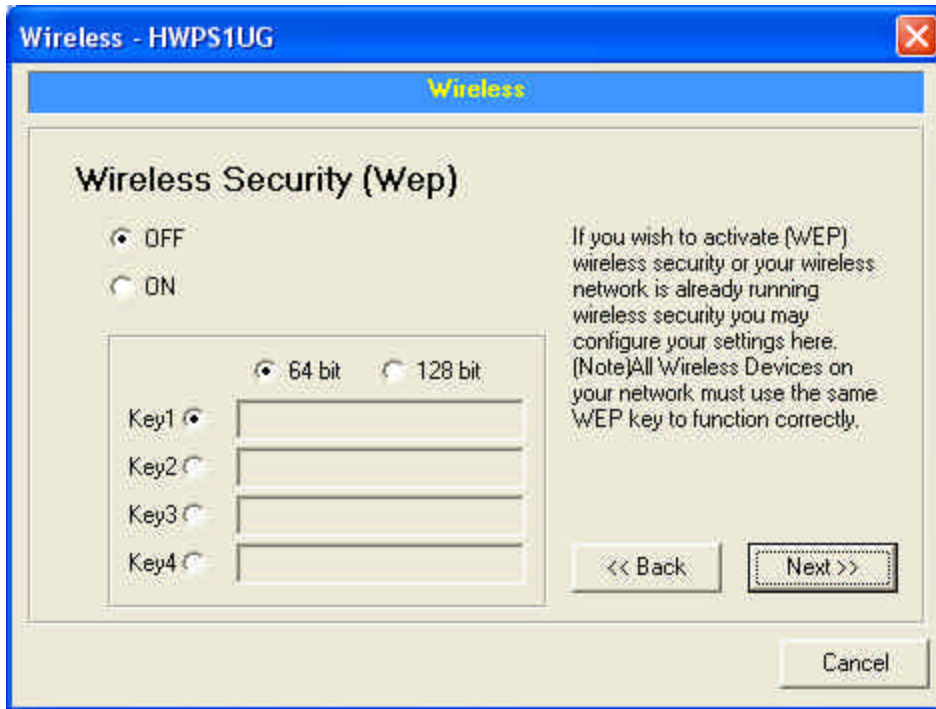 Wireless - HWPS1UG
Wireless
Wireless Security (Wep)
OFF
ON
64 bit 128 bit
Key1
Key2
Key3
Key4
If you wish to activate (WEP)
wireless security or your wireless
network is already running
wireless security you may
configure your settings here.
(Note)All Wireless Devices on
your network must use the same
WEP key to function correctly.
<< Back Next >>
Cancel